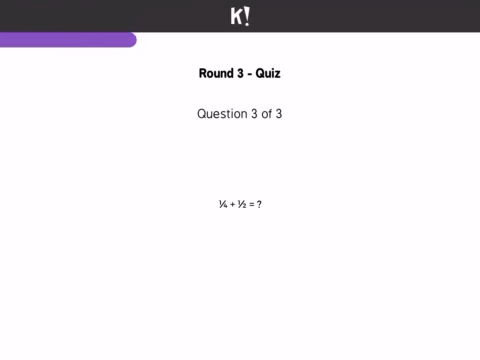 K!
Round 3 - Quiz
Question 3 of 3
¼ + ½ = ?